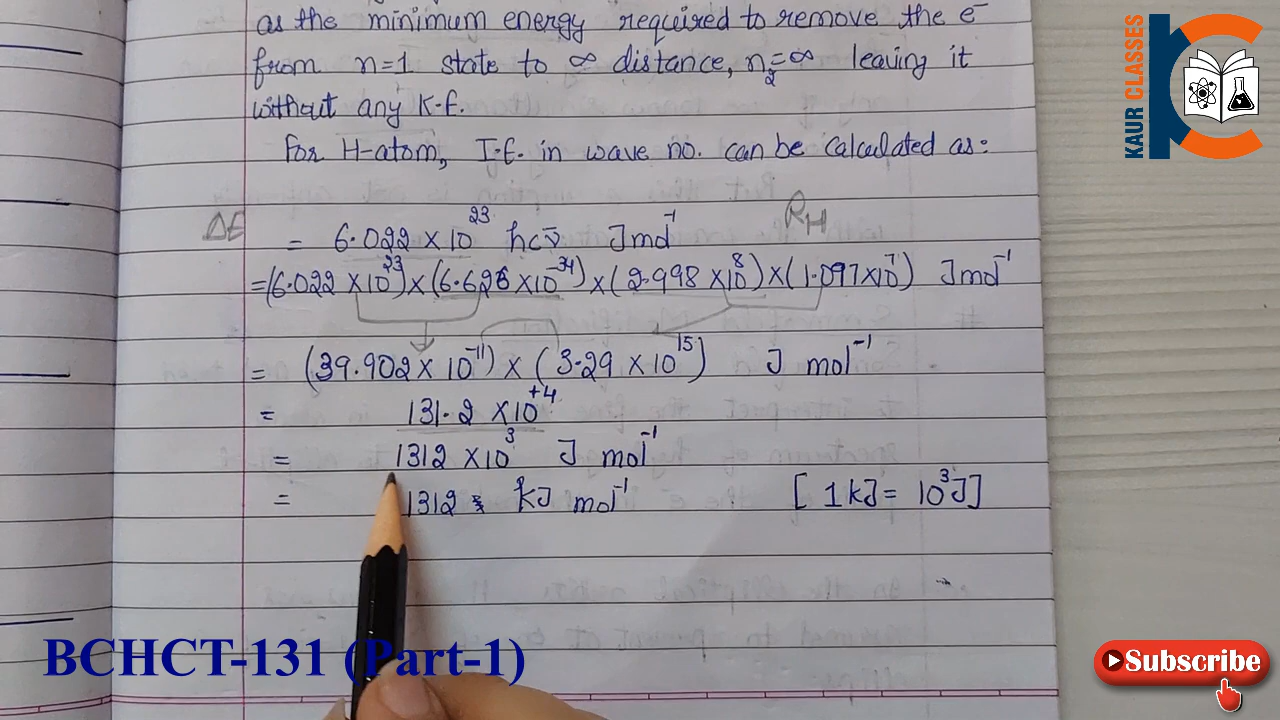 as the minimum energy required to remove the e⁻
from n=1 state to ∞ distance, n₂=∞ leaving it
without any K.E.
For H-atom, I.E. in wave no. can be calculated as:
RH
ΔE = 6.022 × 10²³ hcν̄ J mol⁻¹
=(6.022 × 10²³) × (6.626 × 10⁻³⁴) × (2.998 × 10⁸) × (1.097 × 10⁷) J mol⁻¹
= (39.902 × 10⁻¹¹) × (3.29 × 10¹⁵) J mol⁻¹
= 131.2 × 10⁺⁴
= 1312 × 10³ J mol⁻¹
= 1312 kJ mol⁻¹ [1 kJ = 10³ J]
KAUR CLASSES
BCHCT-131 (Part-1)
Subscribe